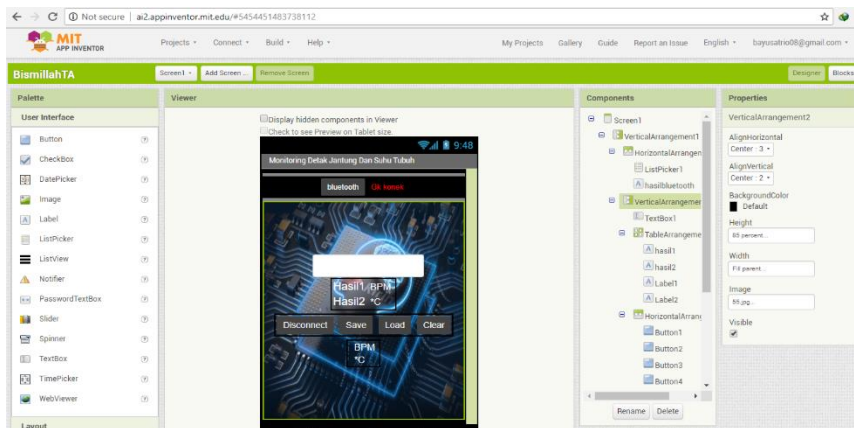 Not secure | ai2.appinventor.mit.edu/#5454451483738112
MIT
APP INVENTOR
Projects Connect Build Help My Projects Gallery Guide Report an Issue English bayusatrio08@gmail.com
BismillahTA Screen1 Add Screen ... Remove Screen Designer Blocks
Palette
User Interface
Button
CheckBox
DatePicker
Image
Label
ListPicker
ListView
Notifier
PasswordTextBox
Slider
Spinner
TextBox
TimePicker
WebViewer
Layout
Viewer
Display hidden components in Viewer
Check to see Preview on Tablet size.
9:48
Monitoring Detak Jantung Dan Suhu Tubuh
bluetooth Gk konek
Hasil1 BPM
Hasil2 °C
Disconnect Save Load Clear
BPM
°C
Components
Screen1
VerticalArrangement1
HorizontalArrangem
ListPicker1
hasilbluetooth
VerticalArrangemer
TextBox1
TableArrangeme
hasil1
hasil2
Label1
Label2
HorizontalArrang
Button1
Button2
Button3
Button4
Rename Delete
Properties
VerticalArrangement2
AlignHorizontal
Center : 3
AlignVertical
Center : 2
BackgroundColor
Default
Height
percent...
Width
Fill parent...
Image
Visible